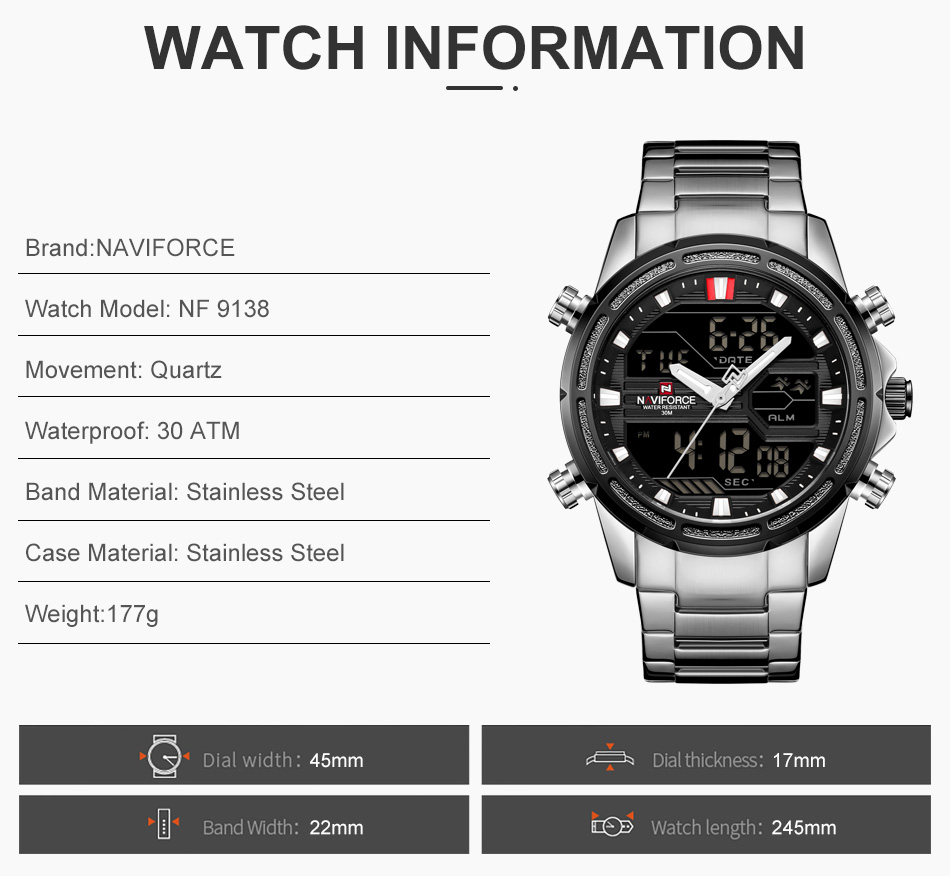 WATCH INFORMATION
Brand:NAVIFORCE
Watch Model: NF 9138
Movement: Quartz
Waterproof: 30 ATM
Band Material: Stainless Steel
Case Material: Stainless Steel
Weight:177g
6-26
TUE DATE
NAVIFORCE
WATER RESISTANT
30M
ALM
PM
4:12 08
SEC
Dial width: 45mm
Dial thickness: 17mm
Band Width: 22mm
Watch length: 245mm